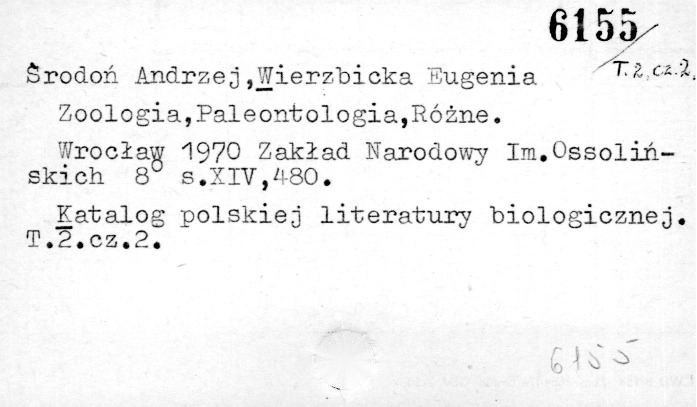 6155/
T.2, cz.2,
Środoń Andrzej,Wierzbicka Eugenia
Zoologia,Paleontologia,Różne.
Wrocław 1970 Zakład Narodowy Im.Ossoliń-
skich 8° s.XIV,480.
Katalog polskiej literatury biologicznej.
T.2.cz.2.
6155